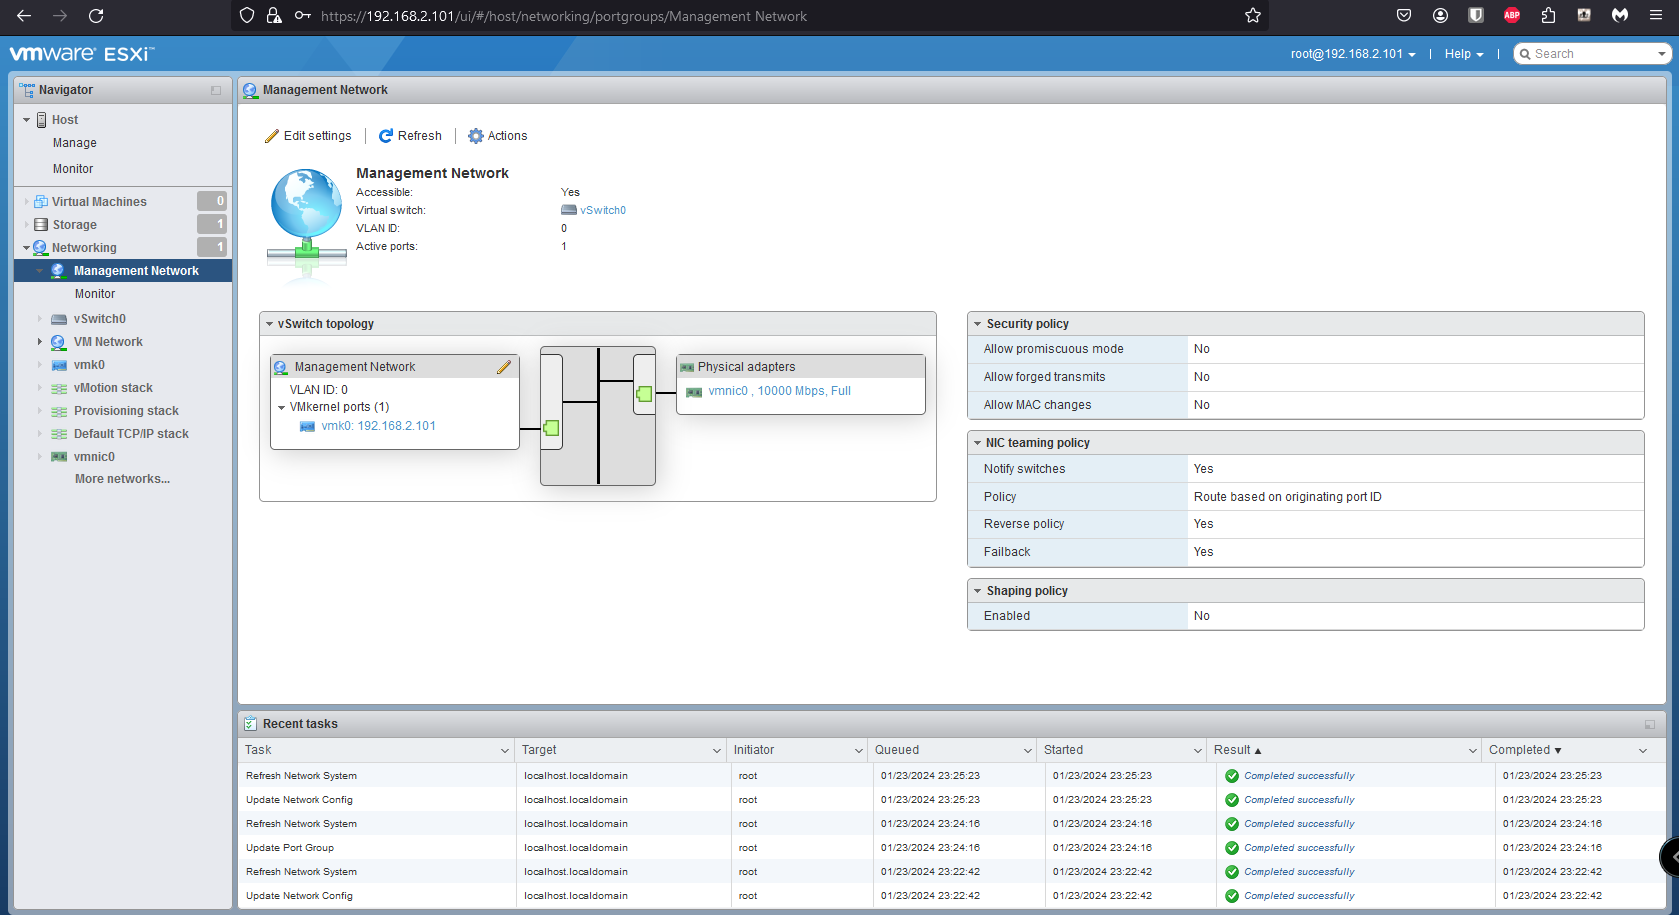 https://192.168.2.101/ui/#/host/networking/portgroups/Management Network
ABP
vmware ESXi™
root@192.168.2.101 | Help | Search
Navigator
Host
Manage
Monitor
Virtual Machines 0
Storage 1
Networking 1
Management Network
Monitor
vSwitch0
VM Network
vmk0
vMotion stack
Provisioning stack
Default TCP/IP stack
vmnic0
More networks...
Management Network
Edit settings | Refresh | Actions
Management Network
Accessible: Yes
Virtual switch: vSwitch0
VLAN ID: 0
Active ports: 1
vSwitch topology
Management Network
VLAN ID: 0
VMkernel ports (1)
vmk0: 192.168.2.101
Physical adapters
vmnic0 , 10000 Mbps, Full
Security policy
Allow promiscuous mode No
Allow forged transmits No
Allow MAC changes No
NIC teaming policy
Notify switches Yes
Policy Route based on originating port ID
Reverse policy Yes
Failback Yes
Shaping policy
Enabled No
Recent tasks
Task Target Initiator Queued Started Result ▲ Completed ▼
Refresh Network System localhost.localdomain root 01/23/2024 23:25:23 01/23/2024 23:25:23 Completed successfully 01/23/2024 23:25:23
Update Network Config localhost.localdomain root 01/23/2024 23:25:23 01/23/2024 23:25:23 Completed successfully 01/23/2024 23:25:23
Refresh Network System localhost.localdomain root 01/23/2024 23:24:16 01/23/2024 23:24:16 Completed successfully 01/23/2024 23:24:16
Update Port Group localhost.localdomain root 01/23/2024 23:24:16 01/23/2024 23:24:16 Completed successfully 01/23/2024 23:24:16
Refresh Network System localhost.localdomain root 01/23/2024 23:22:42 01/23/2024 23:22:42 Completed successfully 01/23/2024 23:22:42
Update Network Config localhost.localdomain root 01/23/2024 23:22:42 01/23/2024 23:22:42 Completed successfully 01/23/2024 23:22:42